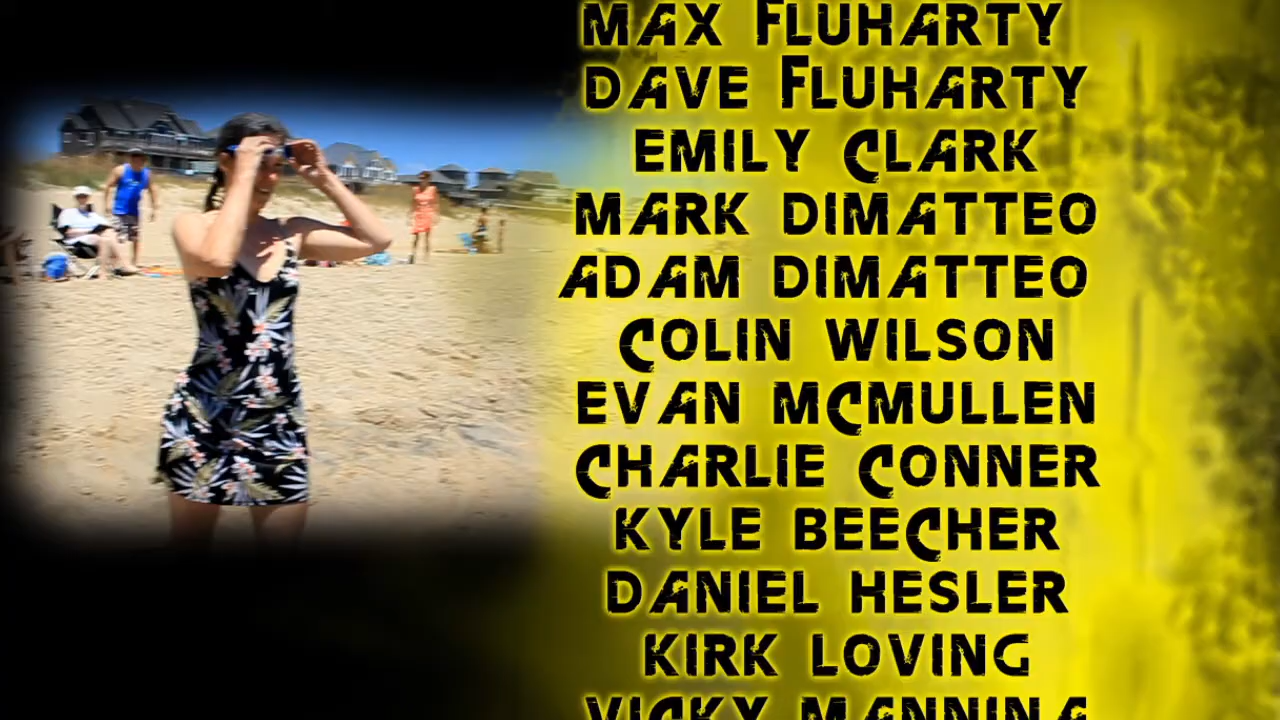 MAX FLUHARTY
DAVE FLUHARTY
EMILY CLARK
MARK DIMATTEO
ADAM DIMATTEO
COLIN WILSON
EVAN MCMULLEN
CHARLIE CONNER
KYLE BEECHER
DANIEL HESLER
KIRK LOVING
VICKY